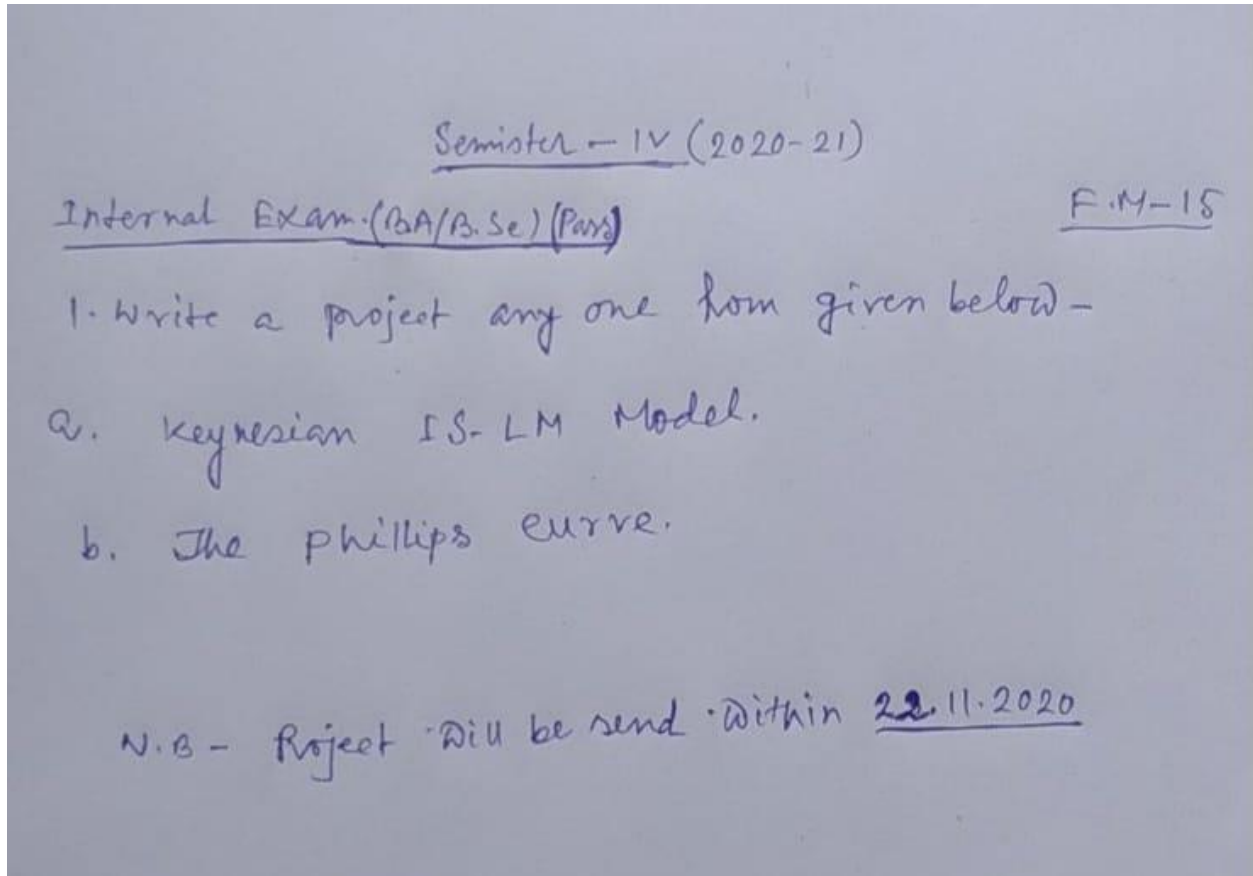 Semister - IV (2020-21)
Internal Exam. (BA/B.Sc) (Pass)
F.M-15
1. Write a project any one from given below -
a. Keynesian IS-LM Model.
b. The Phillips curve.
N.B - Project will be send within 22.11.2020